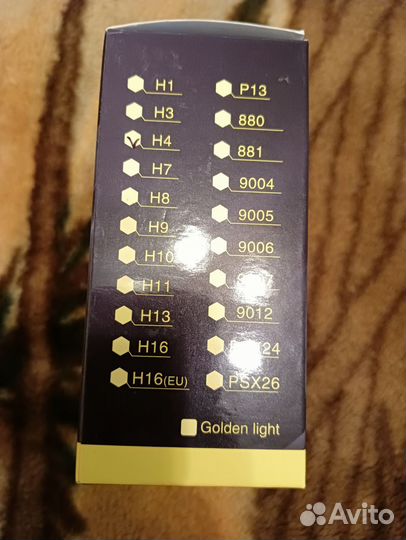 H1
H3
H4
H7
H8
H9
H10
H11
H13
H16
H16(EU)
P13
880
881
9004
9005
9006
9012
PSX26
Golden light
Avito